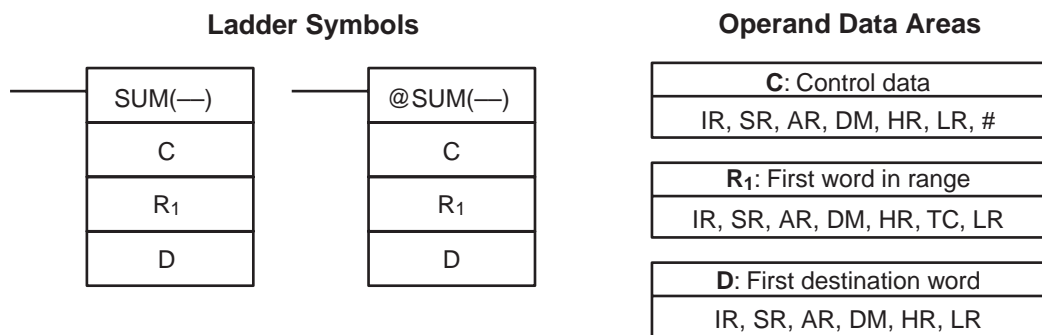 Ladder Symbols
SUM(—)
C
R1
D
@SUM(—)
C
R1
D
Operand Data Areas
C: Control data
IR, SR, AR, DM, HR, LR, #
R1: First word in range
IR, SR, AR, DM, HR, TC, LR
D: First destination word
IR, SR, AR, DM, HR, LR